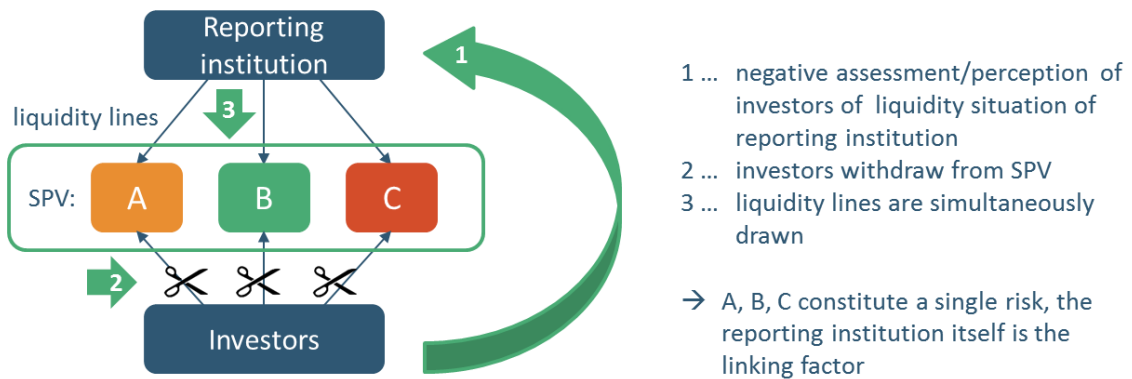 Reporting
institution
1
3
liquidity lines
SPV:
A
B
C
2
Investors
1 ... negative assessment/perception of
investors of liquidity situation of
reporting institution
2 ... investors withdraw from SPV
3 ... liquidity lines are simultaneously
drawn
→ A, B, C constitute a single risk, the
reporting institution itself is the
linking factor